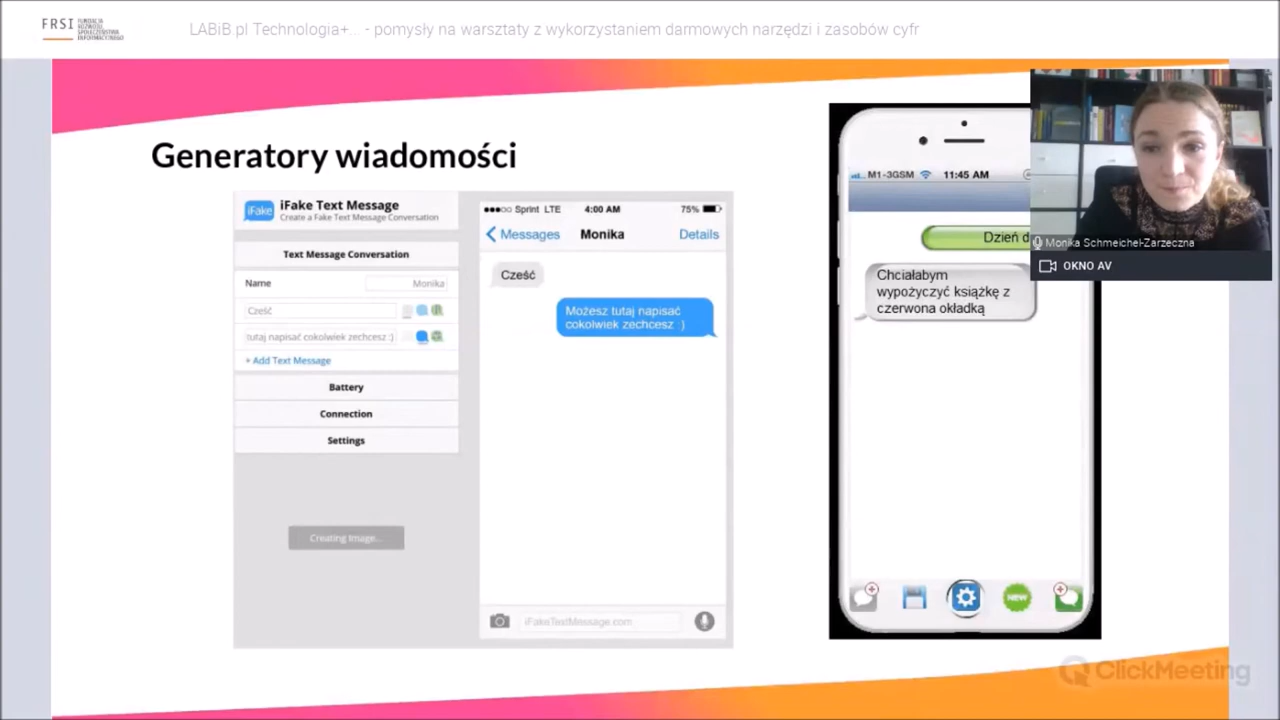 FRSI FUNDACJA ROZWOJU SPOŁECZEŃSTWA INFORMACYJNEGO
LABiB pl Technologia+... - pomysły na warsztaty z wykorzystaniem darmowych narzędzi i zasobów cyfr
Generatory wiadomości
iFake
iFake Text Message
Create a Fake Text Message Conversation
Text Message Conversation
Name Monika
Cześć
tutaj napisać cokolwiek zechcesz :)
+ Add Text Message
Battery
Connection
Settings
Creating Image...
Sprint LTE 4:00 AM 75%
Messages Monika Details
Cześć
Możesz tutaj napisać
cokolwiek zechcesz :)
iFakeTextMessage.com
M1-3GSM 11:45 AM
Dzień d
Chciałabym
wypożyczyć książkę z
czerwona okładką
NEW
Monika Schmeichel-Zarzeczna
OKNO AV
ClickMeeting